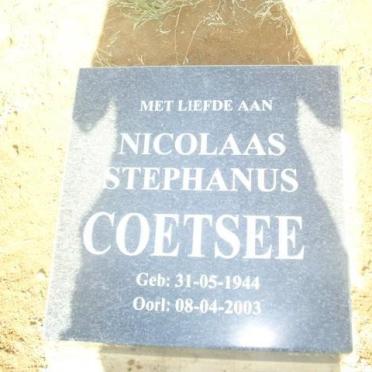 MET LIEFDE AAN
NICOLAAS
STEPHANUS
COETSEE
Geb: 31-05-1944
Oorl: 08-04-2003